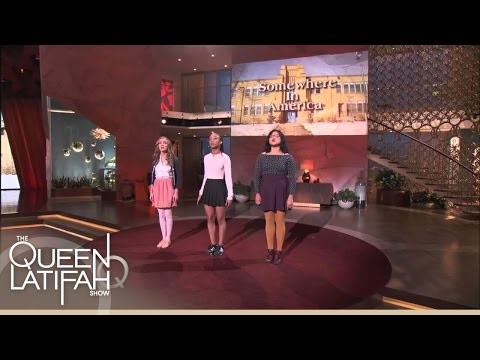 Somewhere
In
America
THE
QUEEN
LATIFAH
SHOW